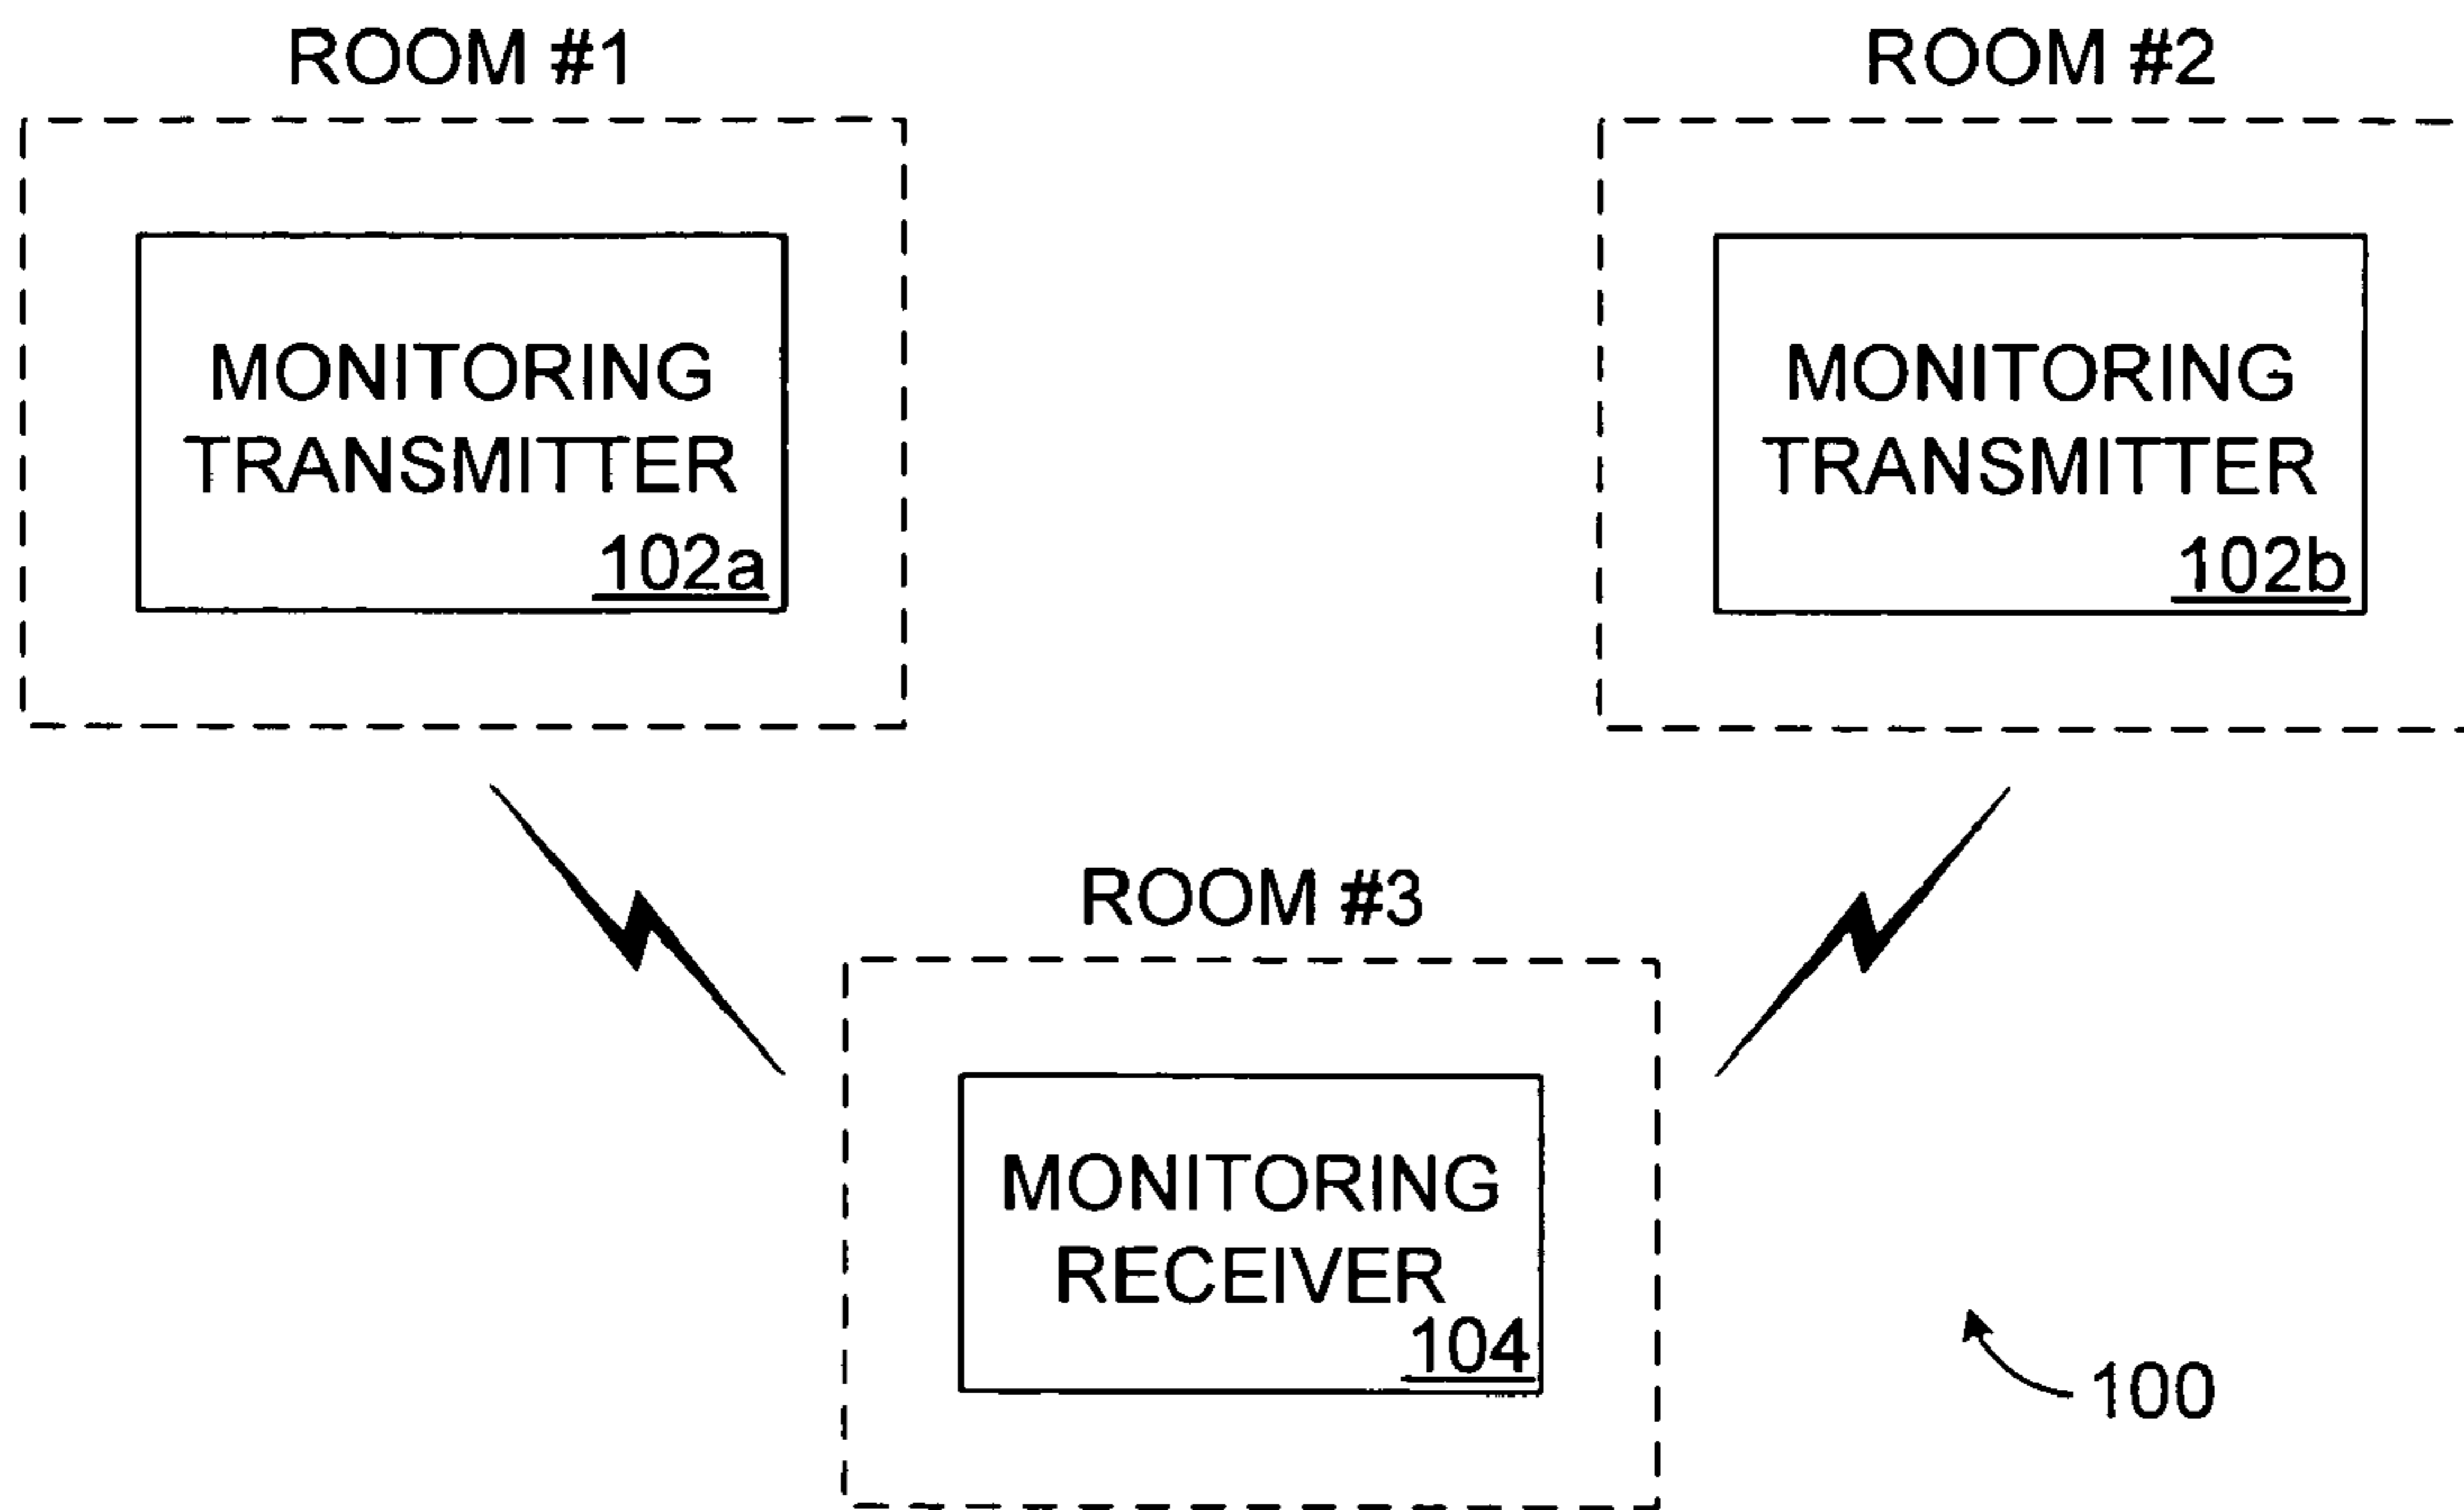 ROOM #1
ROOM #2
MONITORING
TRANSMITTER
102a
MONITORING
TRANSMITTER
102b
ROOM #3
MONITORING
RECEIVER
104
100